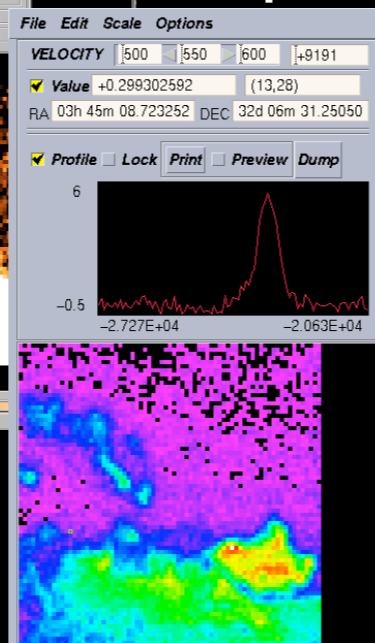 File Edit Scale Options
VELOCITY 500 550 600 +9191
Value +0.299302592 (13,28)
RA 03h 45m 08.723252 DEC 32d 06m 31.25050
Profile Lock Print Preview Dump
6
−0.5
−2.727E+04 −2.063E+04